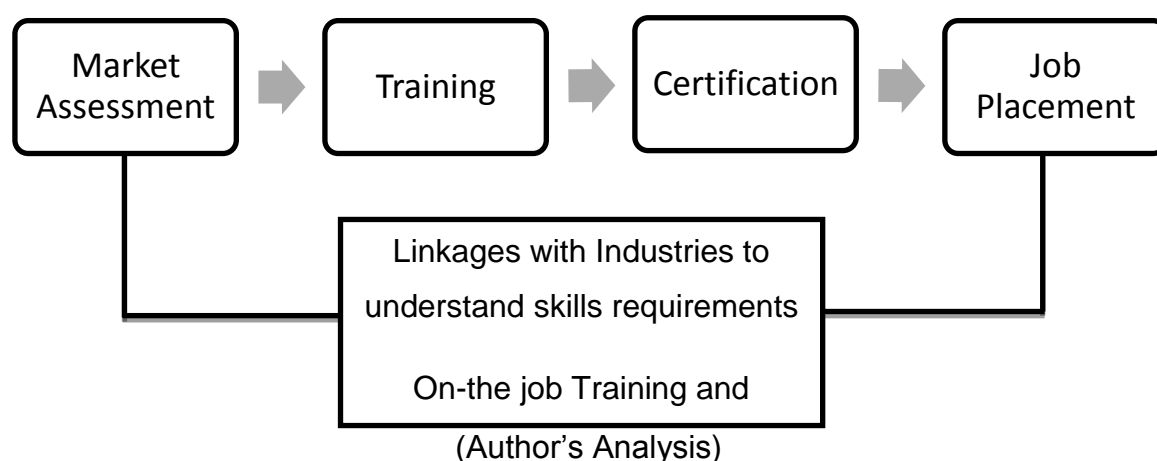 Market
Assessment
Training
Certification
Job
Placement
Linkages with Industries to
understand skills requirements
On-the job Training and
(Author’s Analysis)